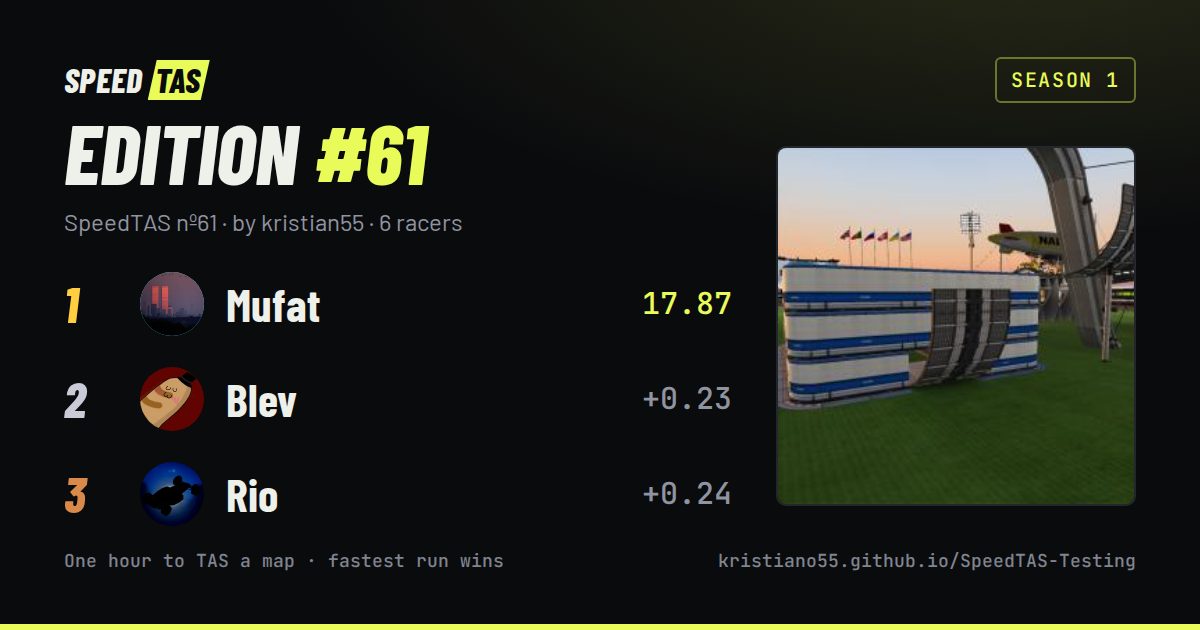 SPEED TAS
SEASON 1
EDITION #61
SpeedTAS nº61 · by kristian55 · 6 racers
1 Mufat 17.87
2 Blev +0.23
3 Rio +0.24
NAL
One hour to TAS a map · fastest run wins
kristiano55.github.io/SpeedTAS-Testing